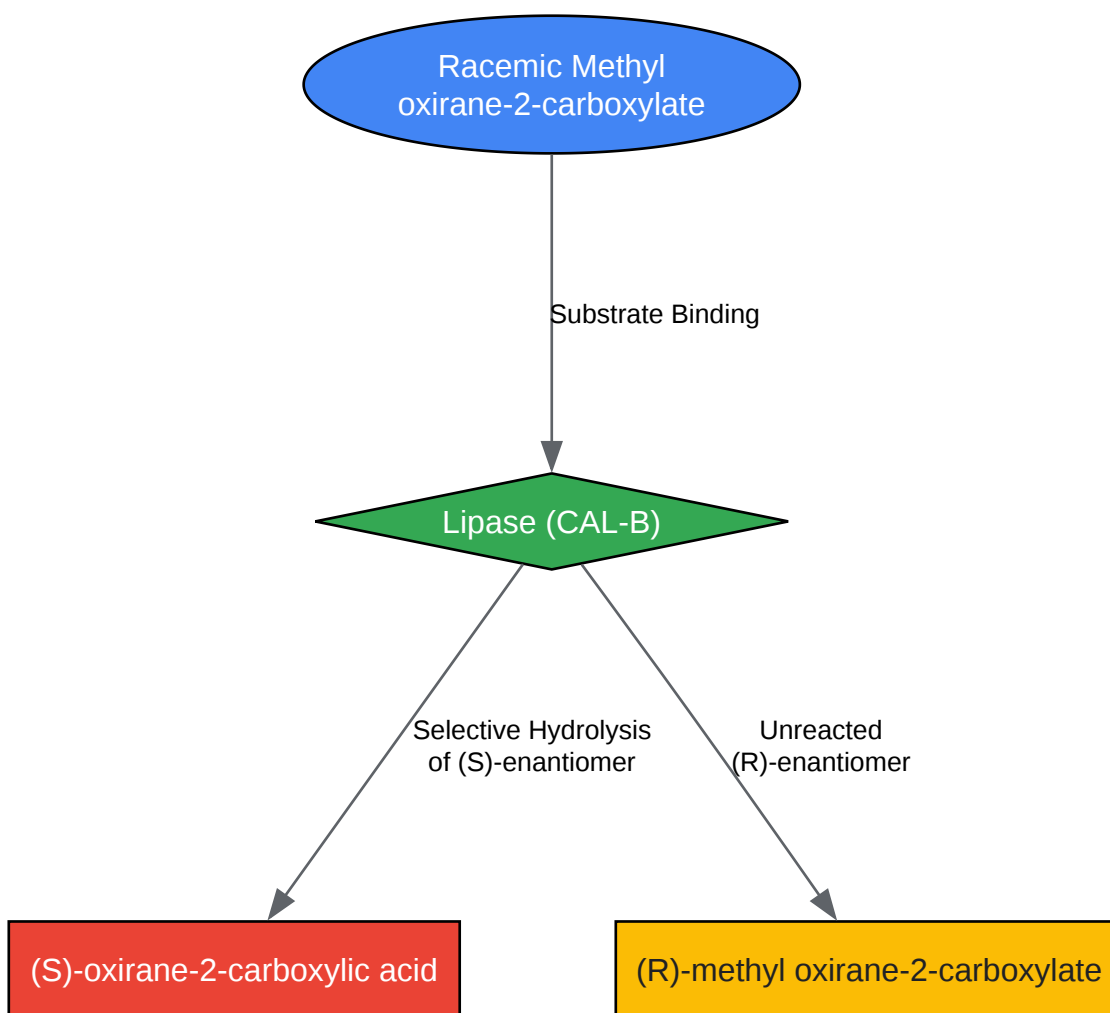 Racemic Methyl
oxirane-2-carboxylate
Substrate Binding
Lipase (CAL-B)
Selective Hydrolysis
of (S)-enantiomer
Unreacted
(R)-enantiomer
(S)-oxirane-2-carboxylic acid
(R)-methyl oxirane-2-carboxylate